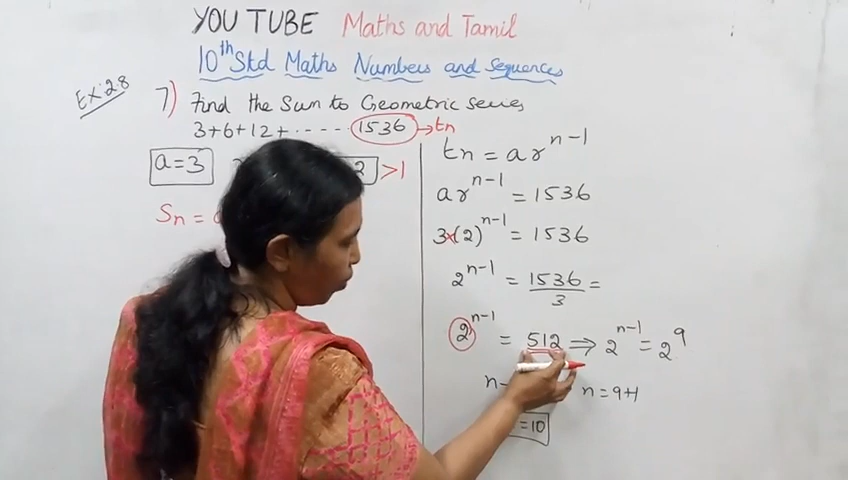 YOU TUBE Maths and Tamil
10th Std Maths Numbers and Sequences
Ex: 2.8
7) Find the Sum to Geometric series
3+6+12+ ..... 1536 → tn
a=3 2 >1
Sn =
tn = ar^n-1
ar^n-1 = 1536
3×(2)^n-1 = 1536
2^n-1 = 1536/3 =
2^n-1 = 512 ⇒ 2^n-1 = 2^9
n- n = 9+1
=10